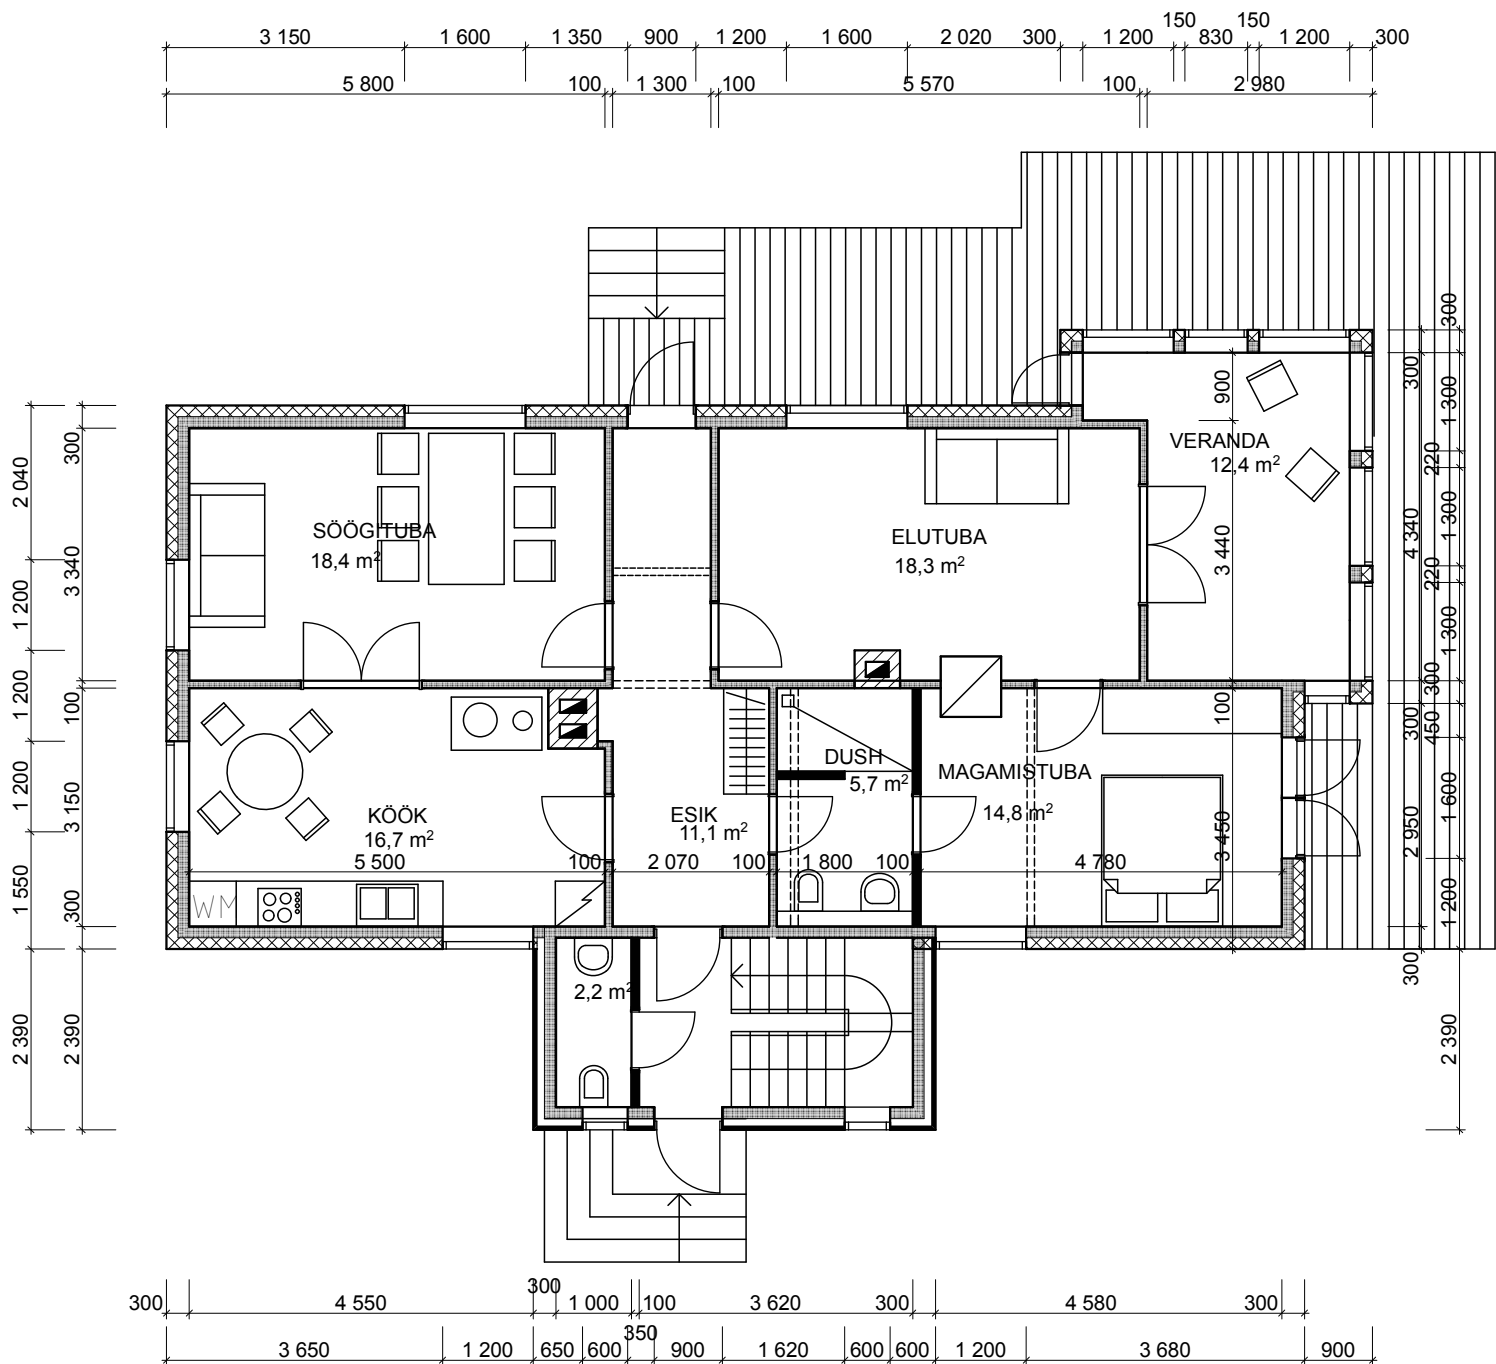 150 150
3 150 1 600 1 350 900 1 200 1 600 2 020 300 1 200 830 1 200 300
5 800 100 1 300 100 5 570 100 2 980
300
300
1 300
900
4 340
VERANDA
12,4 m²
220
300
2 040
SÖÖGITUBA
18,4 m²
ELUTUBA
18,3 m²
3 440
1 300
3 340
1 200
220
1 300
300
100
1 200
100
300
450
DUSH
5,7 m²
MAGAMISTUBA
14,8 m²
KÖÖK
16,7 m²
ESIK
11,1 m²
1 200
3 150
3 450
2 950
1 600
5 500 100 2 070 100 1 800 100 4 780
WM
1 550
300
1 200
300
2,2 m²
2 390
2 390
2 390
300
300 4 550 1 000 100 3 620 300 4 580 300
350
3 650 1 200 650 600 900 1 620 600 600 1 200 3 680 900